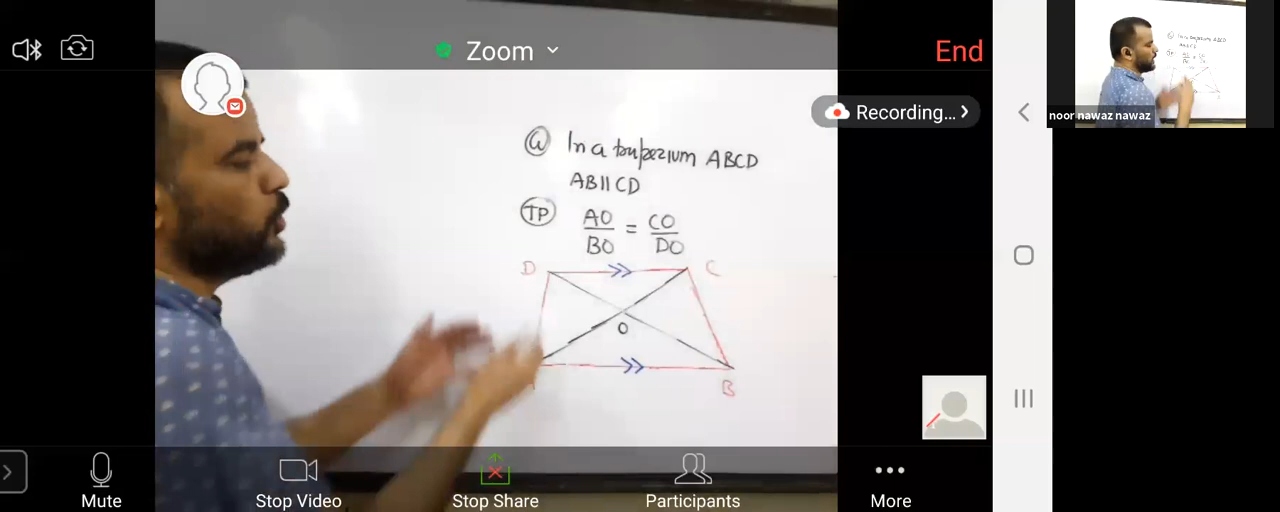 Zoom
End
Recording...
noor nawaz nawaz
G In a trapezium ABCD
AB||CD
TP AO/BO = CO/DO
D C
O
B
Mute
Stop Video
Stop Share
Participants
More